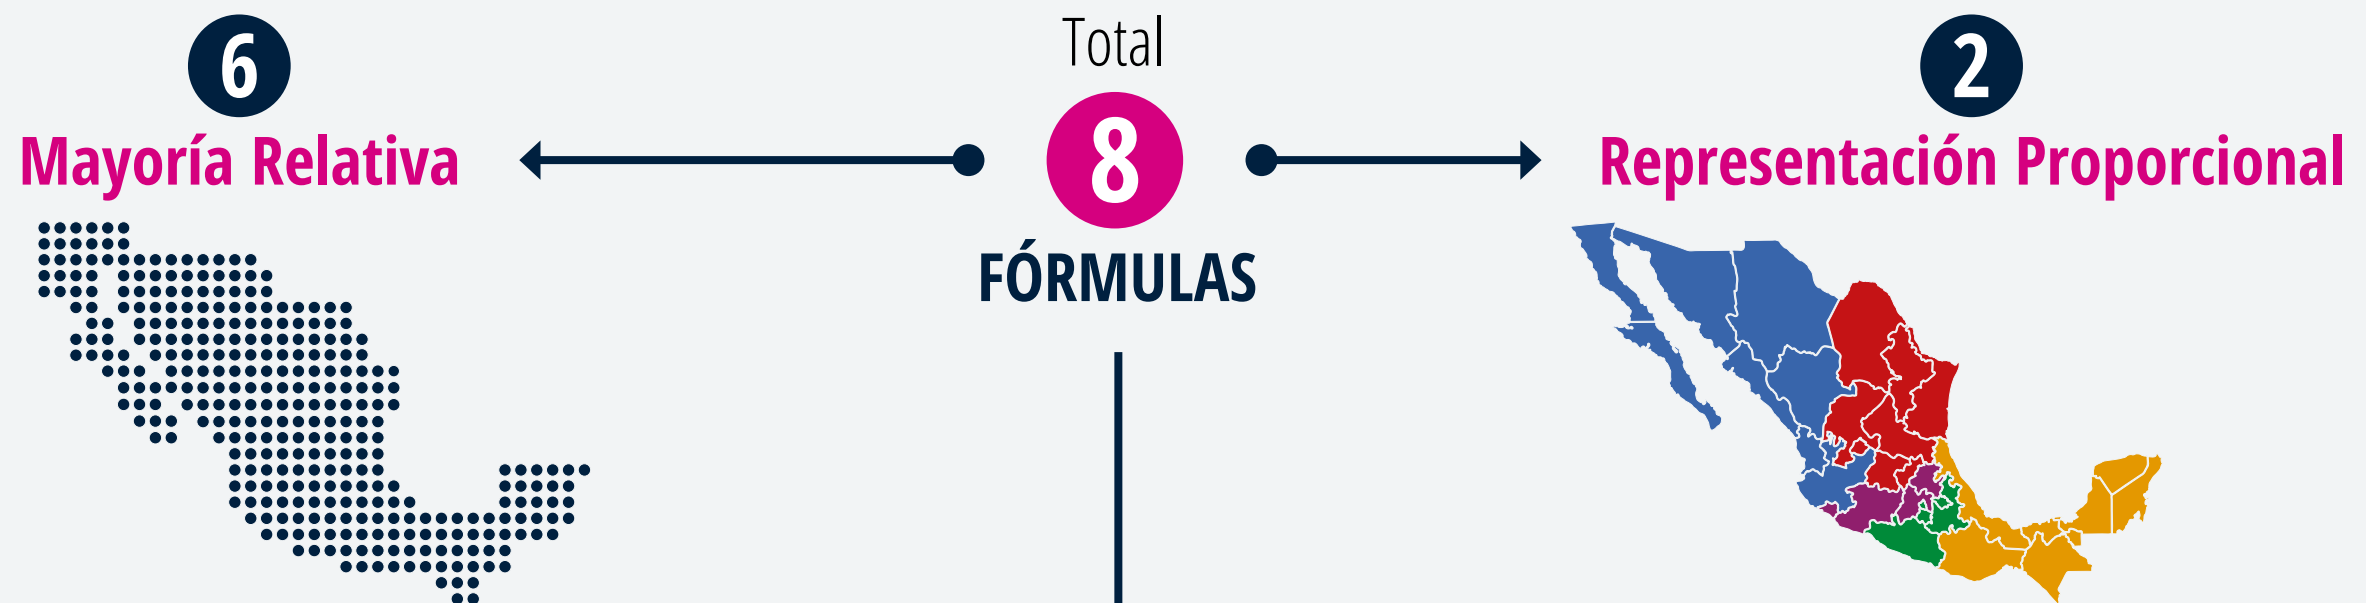 6
Mayoría Relativa
Total
8
FÓRMULAS
2
Representación Proporcional